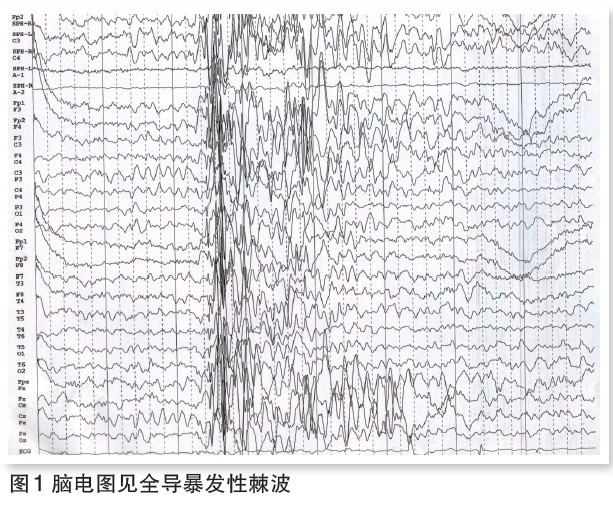 Fp2
SPH-R
SPH-L
C3
SPH-R
C4
SPH-L
A-1
SPH-R
A-2
Fp1
F3
Fp2
F4
F3
C3
F4
C4
C3
P3
C4
P4
P3
O1
P4
O2
Fp1
F7
Fp2
F8
F7
T3
F8
T4
T3
T5
T4
T6
T5
O1
T6
O2
Fpz
Fz
Fz
Cz
Cz
Pz
Pz
Oz
ECG
图1 脑电图见全导暴发性棘波